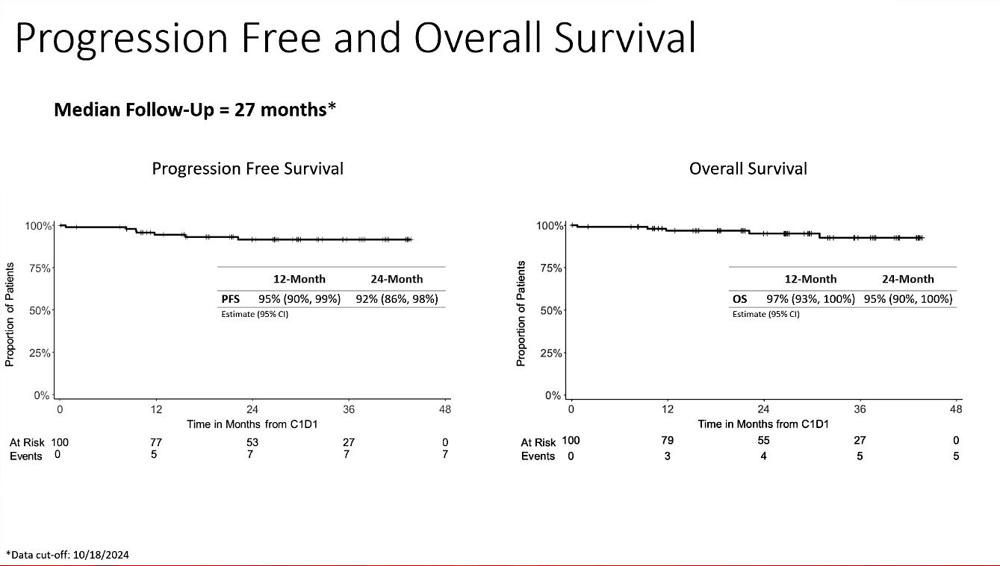 Progression Free and Overall Survival
Median Follow-Up = 27 months*
Progression Free Survival
100%
75%
50%
25%
0%
Proportion of Patients
12-Month 24-Month
PFS 95% (90%, 99%) 92% (86%, 98%)
Estimate (95% CI)
0 12 24 36 48
Time in Months from C1D1
At Risk 100 77 53 27 0
Events 0 5 7 7 7
Overall Survival
100%
75%
50%
25%
0%
Proportion of Patients
12-Month 24-Month
OS 97% (93%, 100%) 95% (90%, 100%)
Estimate (95% CI)
0 12 24 36 48
Time in Months from C1D1
At Risk 100 79 55 27 0
Events 0 3 4 5 5
*Data cut-off: 10/18/2024